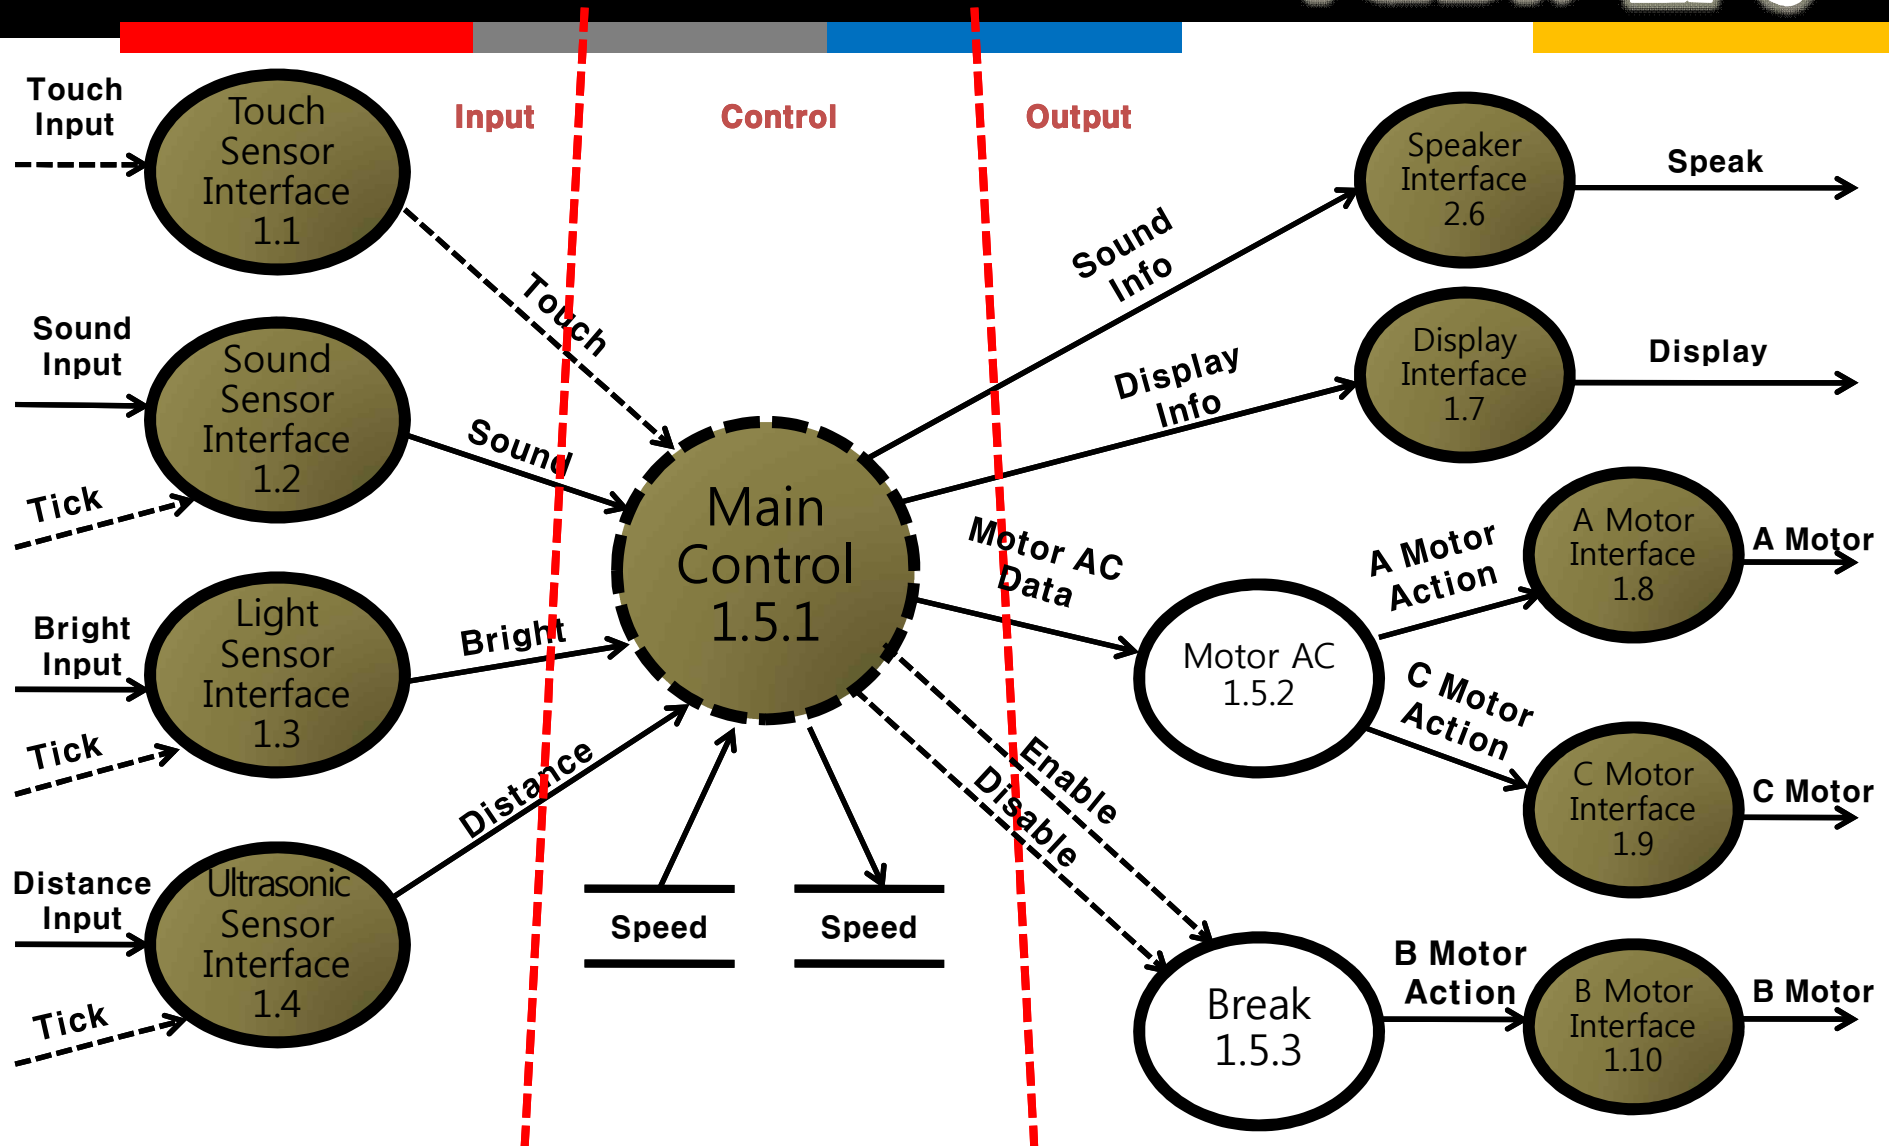 Input
Control
Output
Touch
Input
Touch
Sensor
Interface
1.1
Touch
Sound
Input
Sound
Sensor
Interface
1.2
Tick
Sound
Bright
Input
Light
Sensor
Interface
1.3
Tick
Bright
Distance
Input
Ultrasonic
Sensor
Interface
1.4
Tick
Distance
Main
Control
1.5.1
Speed
Speed
Sound
Info
Speaker
Interface
2.6
Speak
Display
Info
Display
Interface
1.7
Display
Motor AC
Data
Motor AC
1.5.2
A Motor
Action
A Motor
Interface
1.8
A Motor
C Motor
Action
C Motor
Interface
1.9
C Motor
Enable
Disable
Break
1.5.3
B Motor
Action
B Motor
Interface
1.10
B Motor